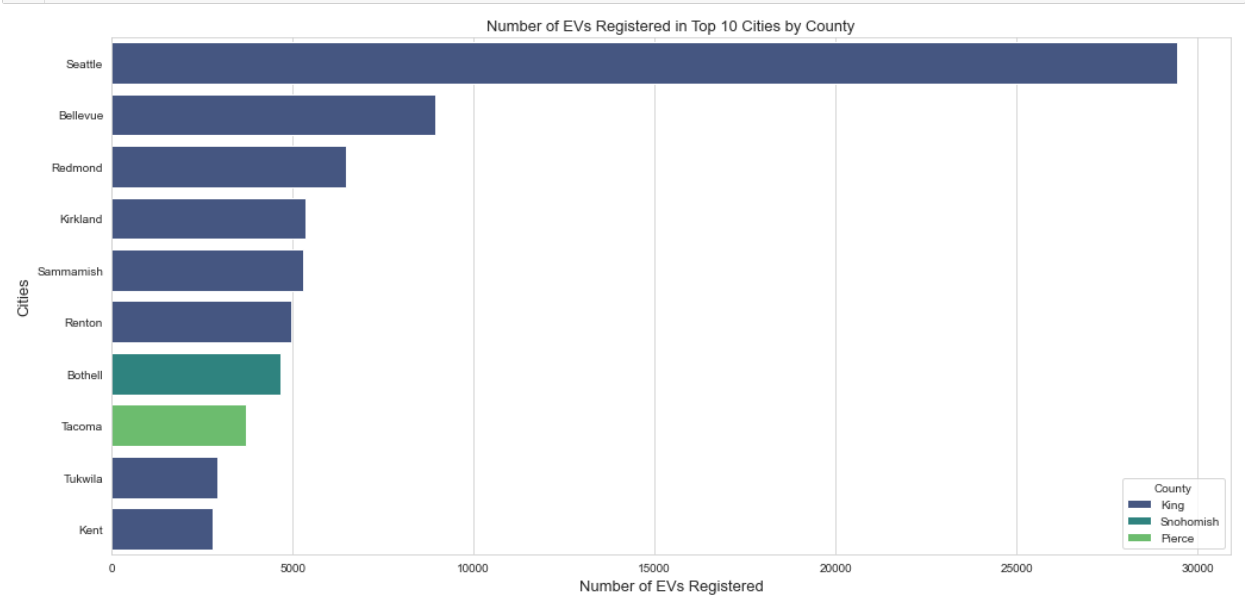 Number of EVs Registered in Top 10 Cities by County
Cities
Seattle
Bellevue
Redmond
Kirkland
Sammamish
Renton
Bothell
Tacoma
Tukwila
Kent
County
King
Snohomish
Pierce
0 5000 10000 15000 20000 25000 30000
Number of EVs Registered